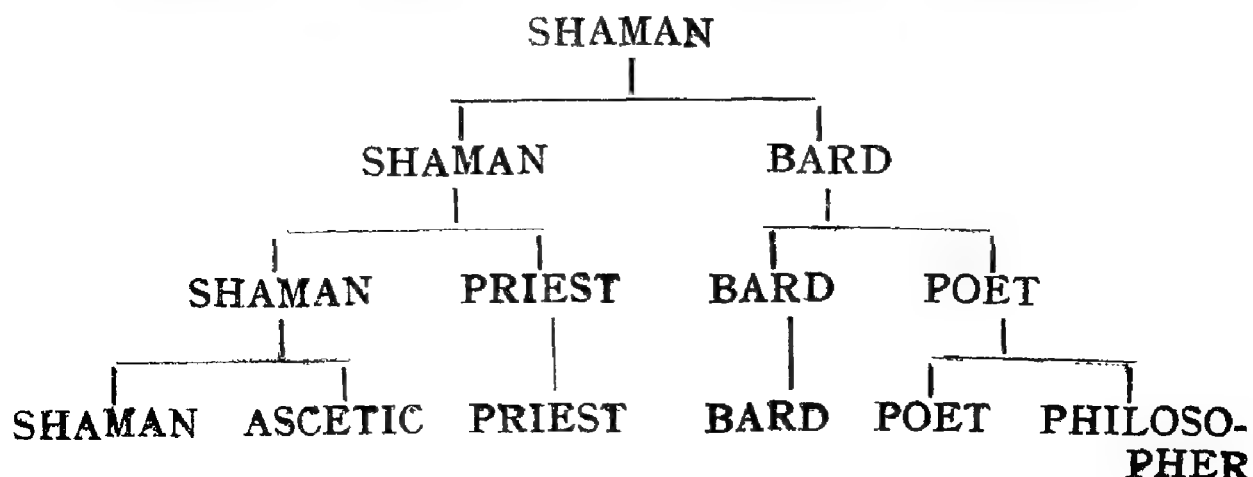 SHAMAN
SHAMAN BARD
SHAMAN PRIEST BARD POET
SHAMAN ASCETIC PRIEST BARD POET PHILOSO-
PHER